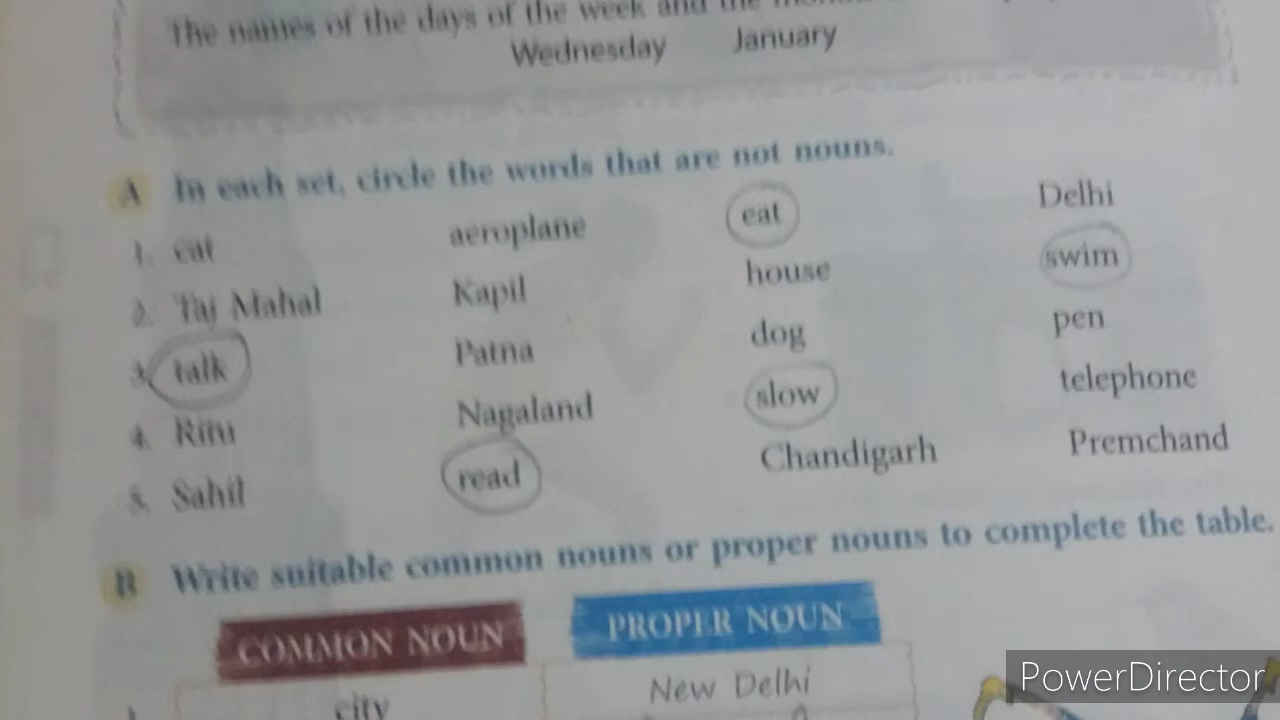 The names of the days of the week and the
Wednesday January
A In each set, circle the words that are not nouns.
1. cat aeroplane eat Delhi
2. Taj Mahal Kapil house swim
3. talk Patna dog pen
4. Ritu Nagaland slow telephone
5. Sahil read Chandigarh Premchand
B Write suitable common nouns or proper nouns to complete the table.
COMMON NOUN PROPER NOUN
1. city New Delhi
PowerDirector